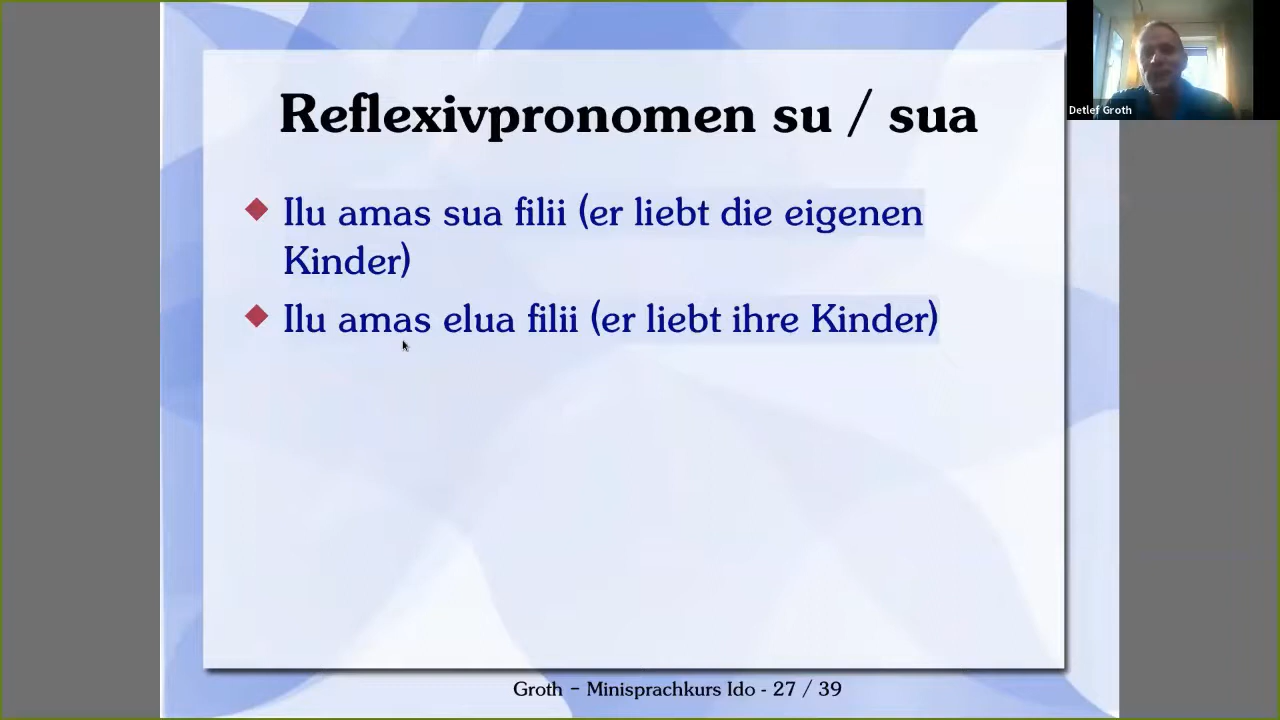 Reflexivpronomen su / sua
Ilu amas sua filii (er liebt die eigenen
Kinder)
Ilu amas elua filii (er liebt ihre Kinder)
Groth – Minisprachkurs Ido - 27 / 39
Detlef Groth